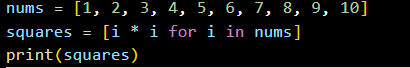 nums = [1, 2, 3, 4, 5, 6, 7, 8, 9, 10]
squares = [i * i for i in nums]
print(squares)